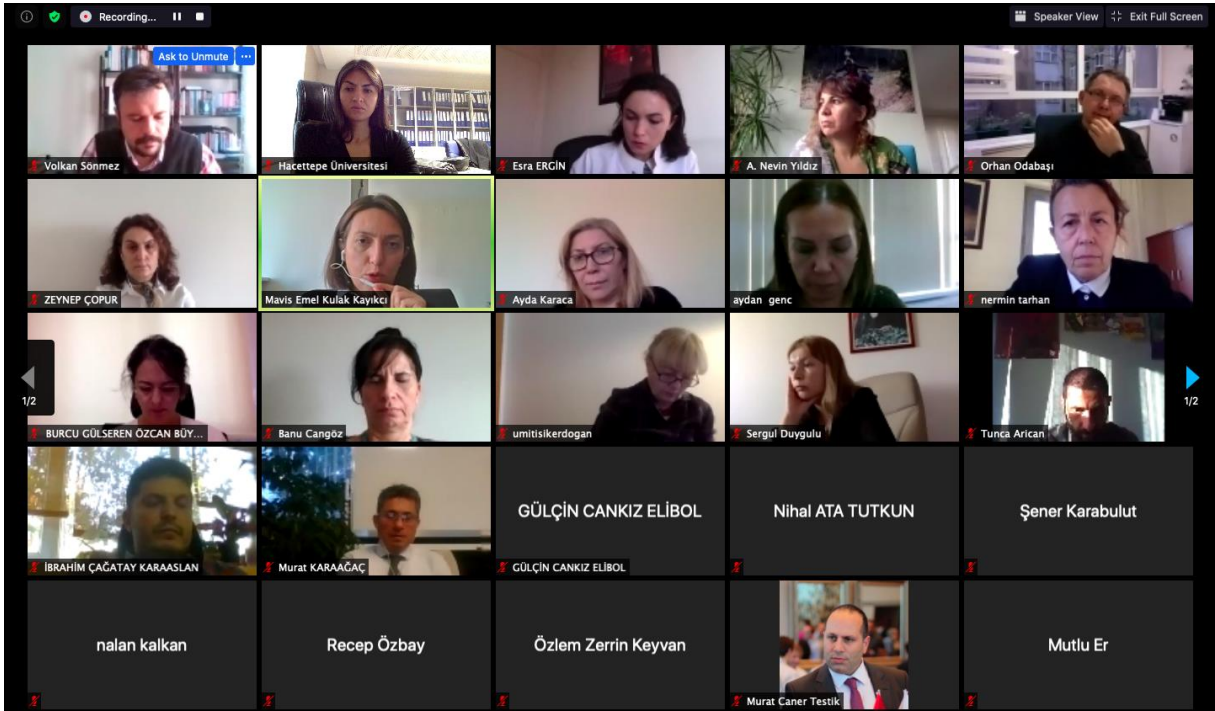 Recording...
Speaker View
Exit Full Screen
Ask to Unmute
Volkan Sönmez
Hacettepe Üniversitesi
Esra ERGİN
A. Nevin Yıldız
Orhan Odabaşı
ZEYNEP ÇOPUR
Mavis Emel Kulak Kayıkcı
Ayda Karaca
aydan genc
nermin tarhan
1/2
BURCU GÜLSEREN ÖZCAN BÜY...
Banu Cangöz
umitisikerdogan
Sergul Duygulu
Tunca Arican
1/2
İBRAHİM ÇAĞATAY KARAASLAN
Murat KARAAĞAÇ
GÜLÇİN CANKIZ ELİBOL
GÜLÇİN CANKIZ ELİBOL
Nihal ATA TUTKUN
Şener Karabulut
nalan kalkan
Recep Özbay
Özlem Zerrin Keyvan
Murat Caner Testik
Mutlu Er